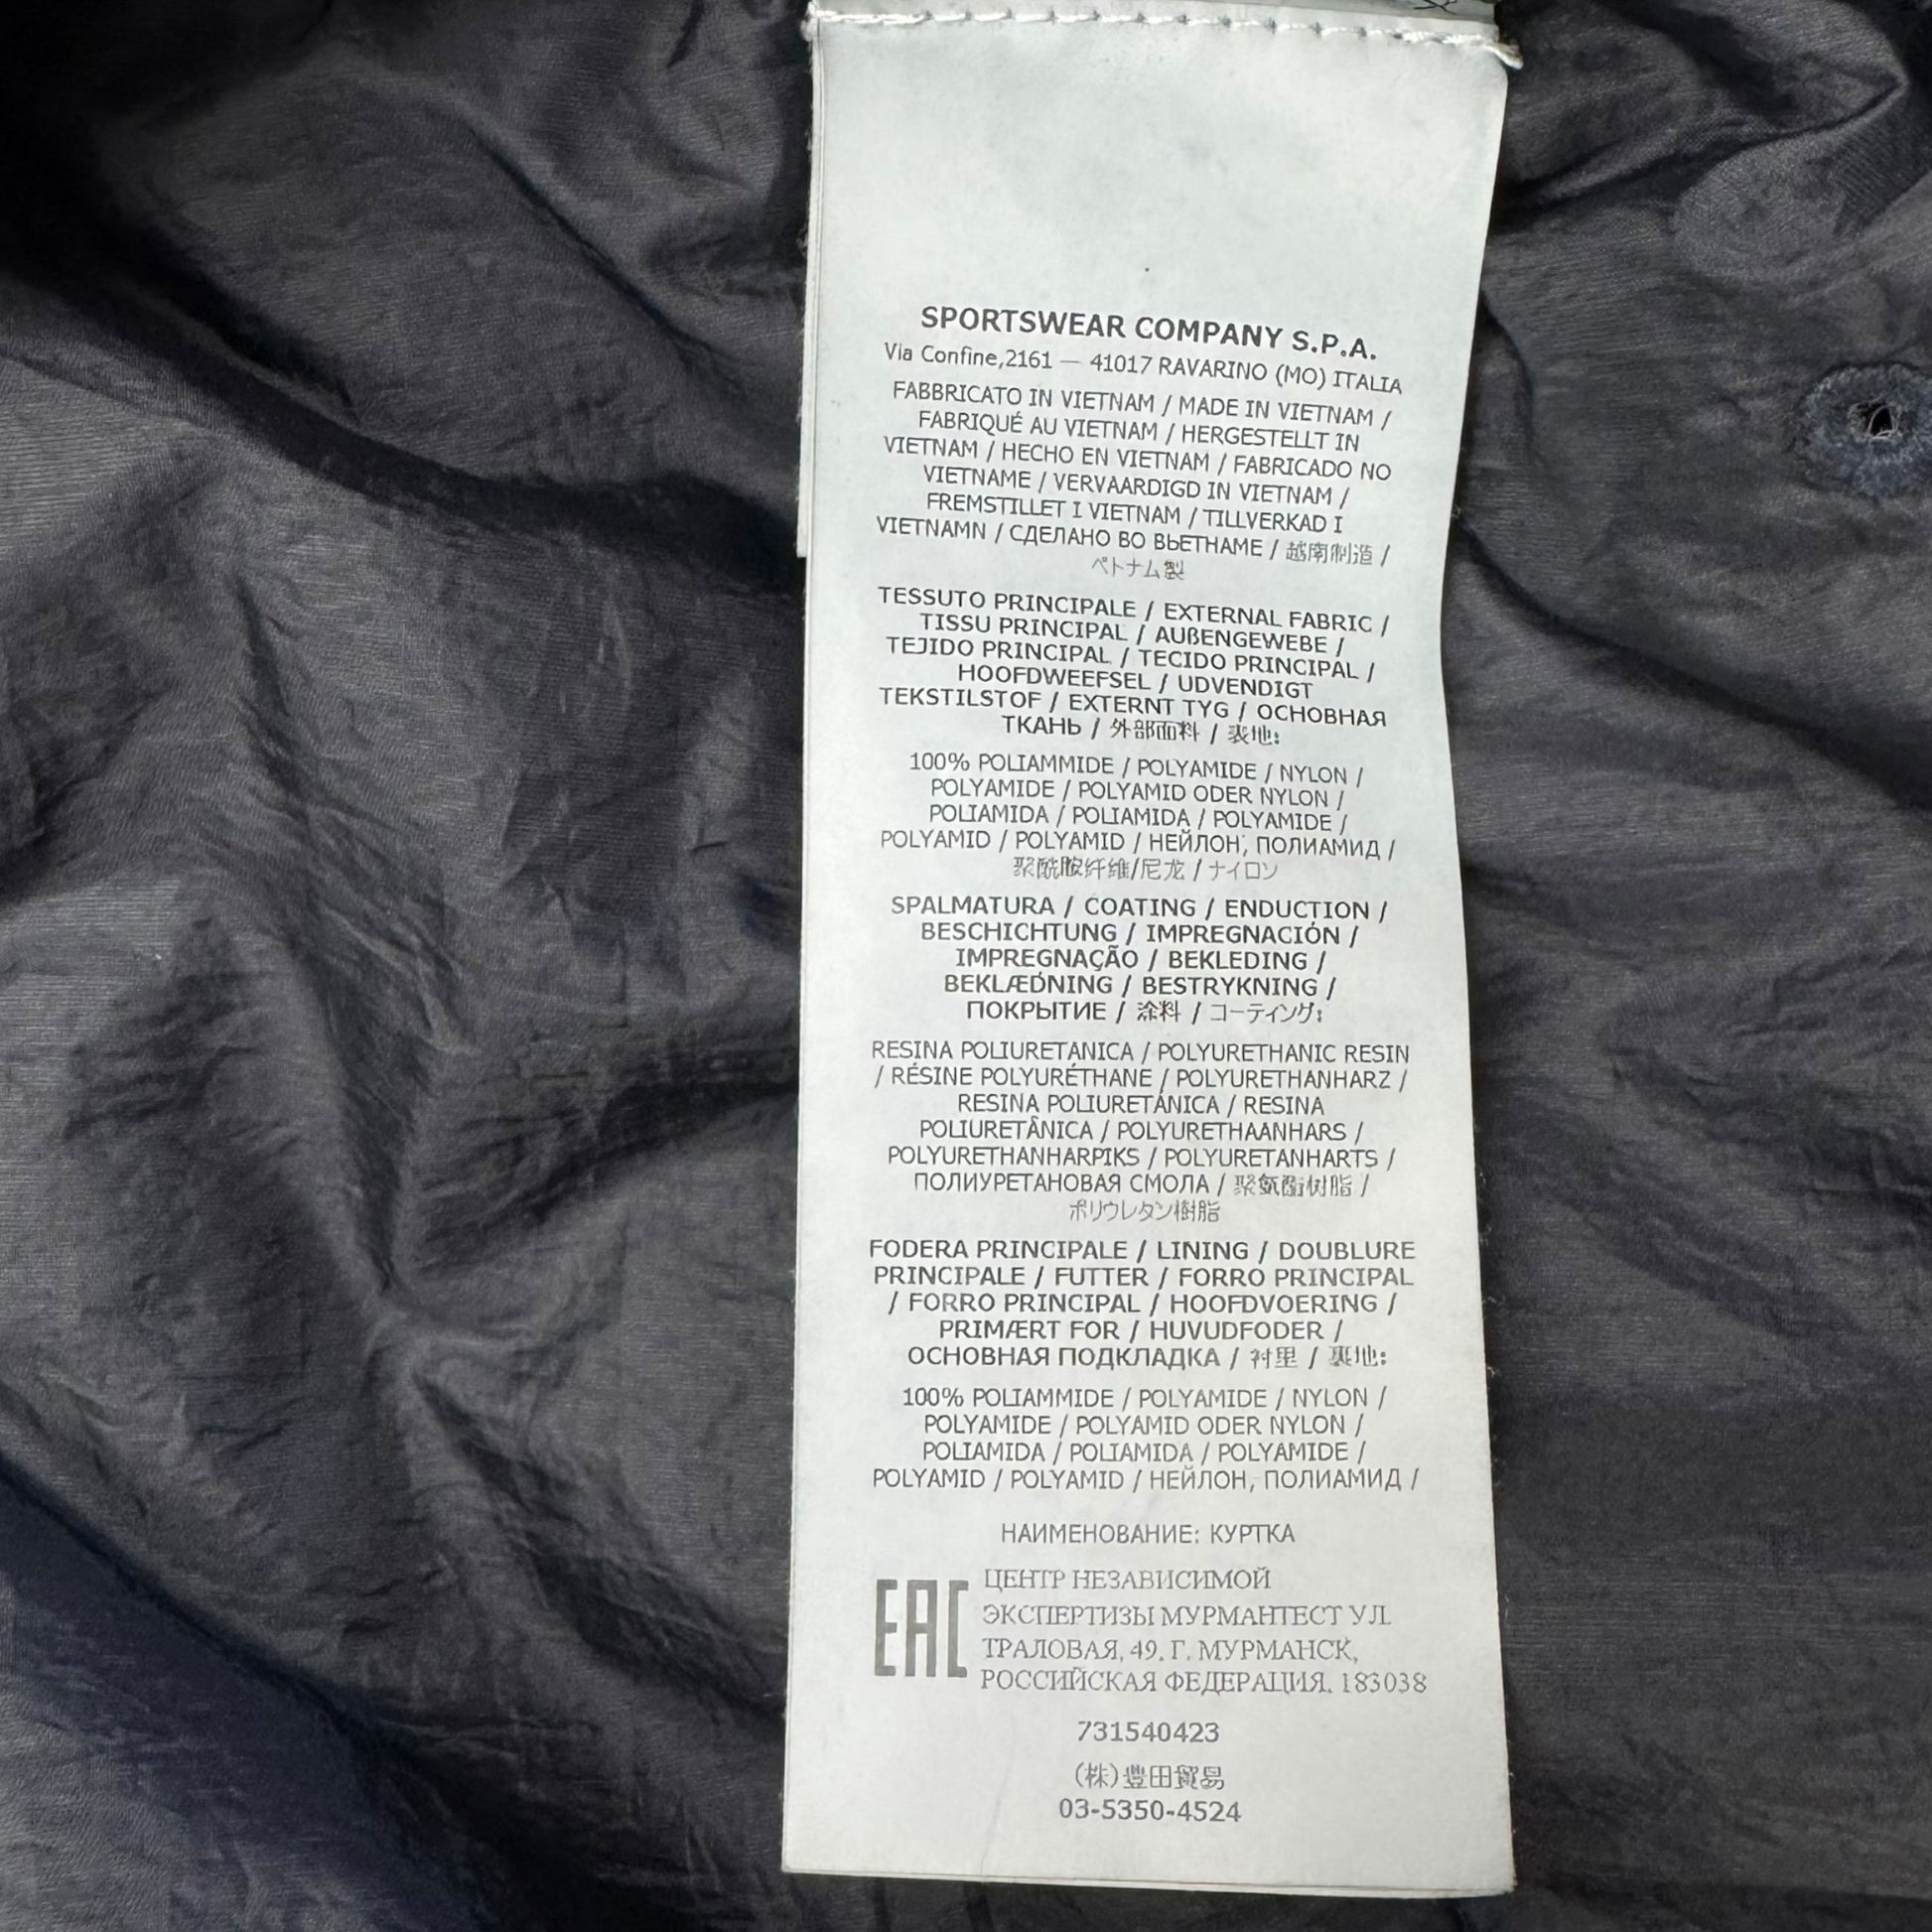 SPORTSWEAR COMPANY S.P.A.
Via Confine,2161 — 41017 RAVARINO (MO) ITALIA
FABBRICATO IN VIETNAM / MADE IN VIETNAM /
FABRIQUÉ AU VIETNAM / HERGESTELLT IN
VIETNAM / HECHO EN VIETNAM / FABRICADO NO
VIETNAME / VERVAARDIGD IN VIETNAM /
FREMSTILLET I VIETNAM / TILLVERKAD I
VIETNAMN / СДЕЛАНО ВО ВЬЕТНАМЕ / 越南制造 /
ベトナム製
TESSUTO PRINCIPALE / EXTERNAL FABRIC /
TISSU PRINCIPAL / AUßENGEWEBE /
TEJIDO PRINCIPAL / TECIDO PRINCIPAL /
HOOFDWEEFSEL / UDVENDIGT
TEKSTILSTOF / EXTERNT TYG / ОСНОВНАЯ
ТКАНЬ / 外部面料 / 表地:
100% POLIAMMIDE / POLYAMIDE / NYLON /
POLYAMIDE / POLYAMID ODER NYLON /
POLIAMIDA / POLIAMIDA / POLYAMIDE /
POLYAMID / POLYAMID / НЕЙЛОН, ПОЛИАМИД /
聚酰胺纤维/尼龙 / ナイロン
SPALMATURA / COATING / ENDUCTION /
BESCHICHTUNG / IMPREGNACIÓN /
IMPREGNAÇÃO / BEKLEDING /
BEKLÆDNING / BESTRYKNING /
ПОКРЫТИЕ / 涂料 / コーティング:
RESINA POLIURETANICA / POLYURETHANIC RESIN
/ RÉSINE POLYURÉTHANE / POLYURETHANHARZ /
RESINA POLIURETÁNICA / RESINA
POLIURETÂNICA / POLYURETHAANHARS /
POLYURETHANHARPIKS / POLYURETANHARTS /
ПОЛИУРЕТАНОВАЯ СМОЛА / 聚氨酯树脂 /
ポリウレタン樹脂
FODERA PRINCIPALE / LINING / DOUBLURE
PRINCIPALE / FUTTER / FORRO PRINCIPAL
/ FORRO PRINCIPAL / HOOFDVOERING /
PRIMÆRT FOR / HUVUDFODER /
ОСНОВНАЯ ПОДКЛАДКА / 衬里 / 裏地:
100% POLIAMMIDE / POLYAMIDE / NYLON /
POLYAMIDE / POLYAMID ODER NYLON /
POLIAMIDA / POLIAMIDA / POLYAMIDE /
POLYAMID / POLYAMID / НЕЙЛОН, ПОЛИАМИД /
НАИМЕНОВАНИЕ: КУРТКА
EAC
ЦЕНТР НЕЗАВИСИМОЙ
ЭКСПЕРТИЗЫ МУРМАНТЕСТ УЛ.
ТРАЛОВАЯ, 49. Г. МУРМАНСК,
РОССИЙСКАЯ ФЕДЕРАЦИЯ. 183038
731540423
(株)豊田貿易
03-5350-4524